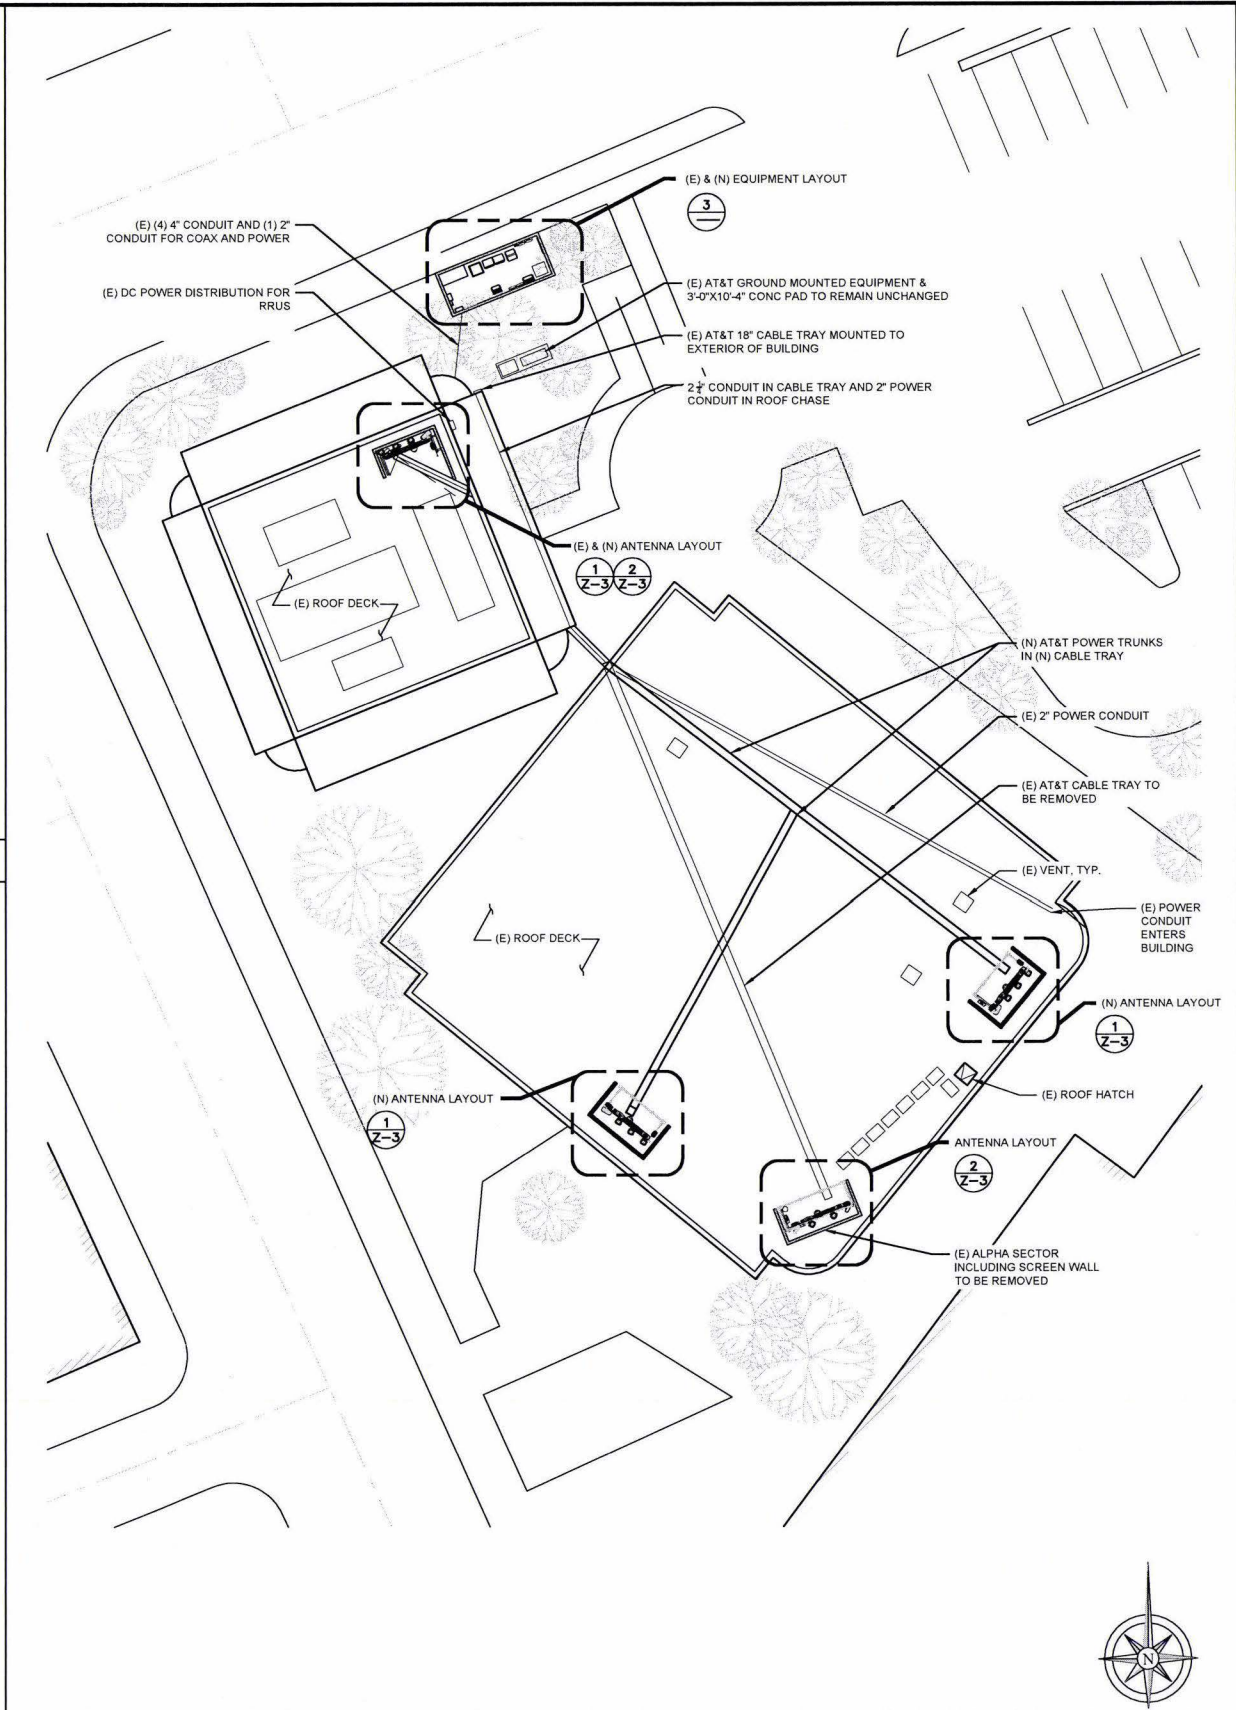 (E) & (N) EQUIPMENT LAYOUT
3
(E) (4) 4" CONDUIT AND (1) 2"
CONDUIT FOR COAX AND POWER
(E) DC POWER DISTRIBUTION FOR
RRUS
(E) AT&T GROUND MOUNTED EQUIPMENT &
3'-0"X10'-4" CONC PAD TO REMAIN UNCHANGED
(E) AT&T 18" CABLE TRAY MOUNTED TO
EXTERIOR OF BUILDING
CONDUIT IN CABLE TRAY AND 2" POWER
CONDUIT IN ROOF CHASE
(E) & (N) ANTENNA LAYOUT
1 2
Z-3 Z-3
(E) ROOF DECK
(N) AT&T POWER TRUNKS
IN (N) CABLE TRAY
(E) 2" POWER CONDUIT
(E) AT&T CABLE TRAY TO
BE REMOVED
(E) VENT, TYP.
(E) POWER
CONDUIT
ENTERS
BUILDING
(E) ROOF DECK
(N) ANTENNA LAYOUT
1
Z-3
(N) ANTENNA LAYOUT
1
Z-3
(E) ROOF HATCH
ANTENNA LAYOUT
2
Z-3
(E) ALPHA SECTOR
INCLUDING SCREEN WALL
TO BE REMOVED
N